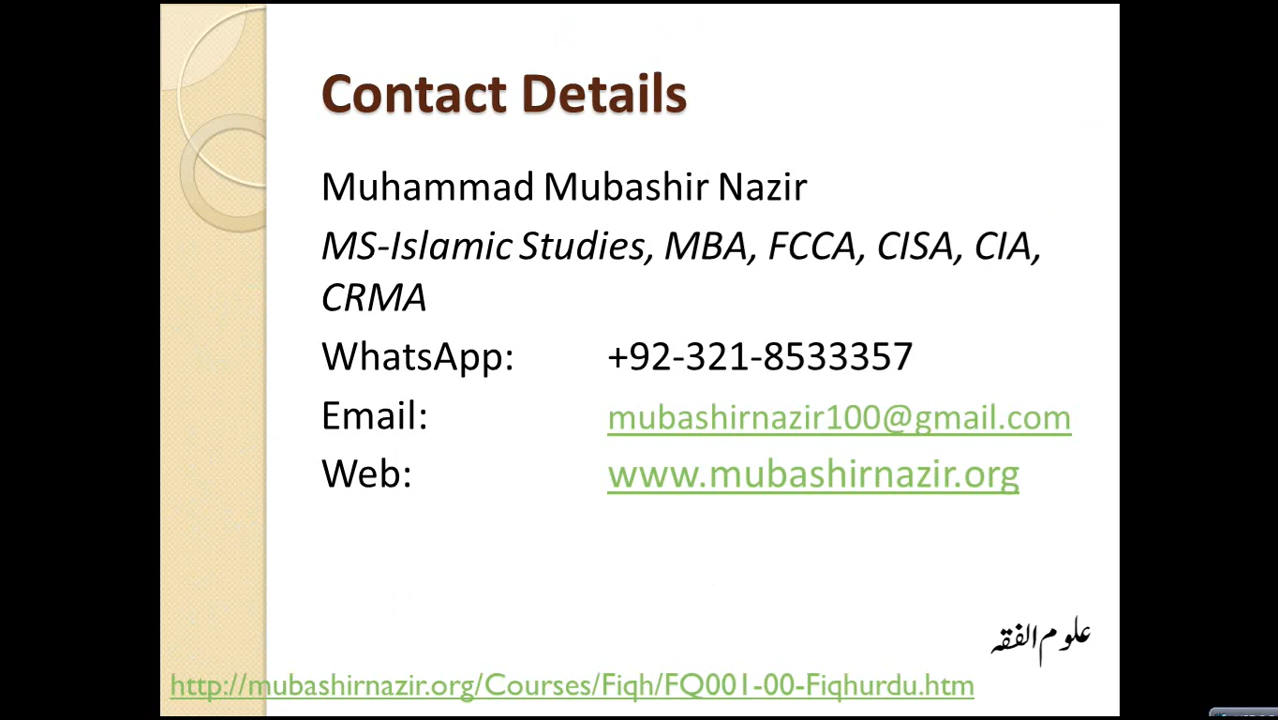 Contact Details
Muhammad Mubashir Nazir
MS-Islamic Studies, MBA, FCCA, CISA, CIA,
CRMA
WhatsApp: +92-321-8533357
Email: mubashirnazir100@gmail.com
Web: www.mubashirnazir.org
علوم الفقہ
http://mubashirnazir.org/Courses/Fiqh/FQ001-00-Fiqhurdu.htm